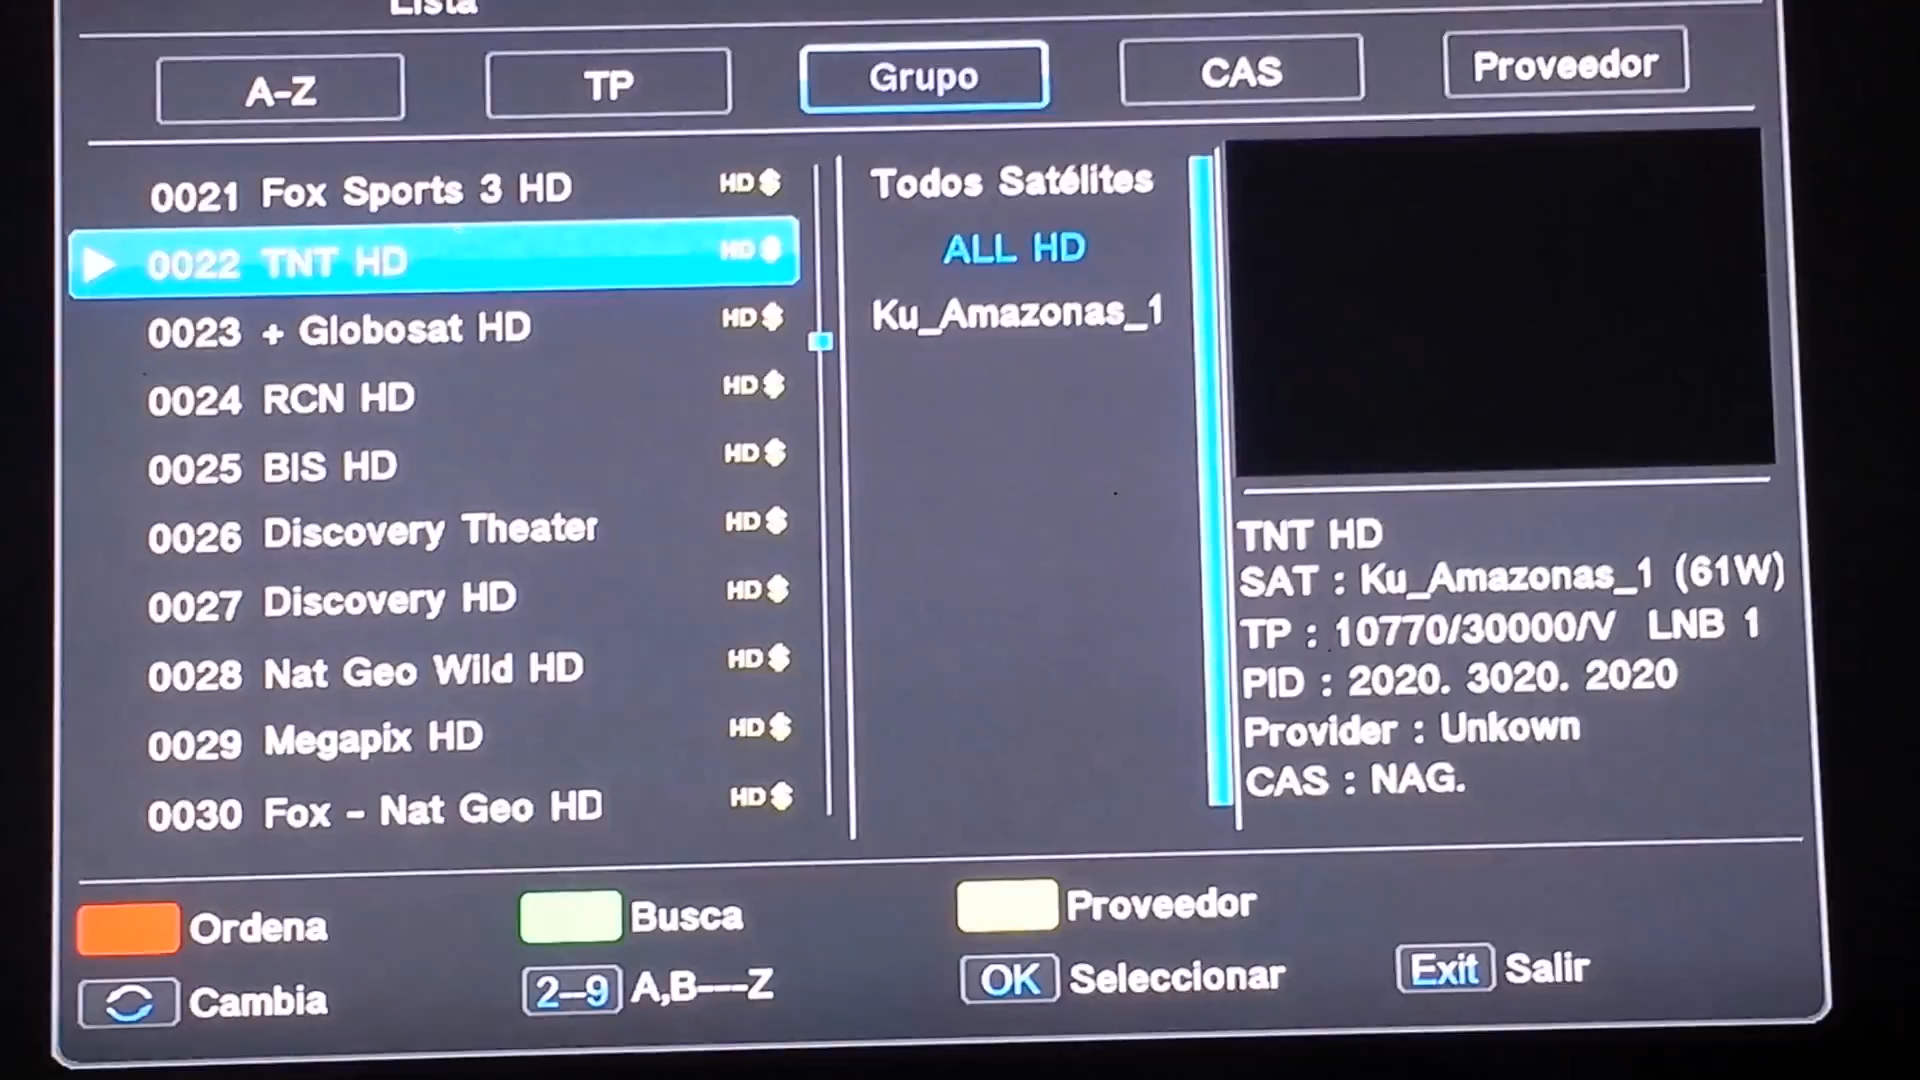 Lista
A-Z TP Grupo CAS Proveedor
0021 Fox Sports 3 HD HD $
0022 TNT HD HD $
0023 + Globosat HD HD $
0024 RCN HD HD $
0025 BIS HD HD $
0026 Discovery Theater HD $
0027 Discovery HD HD $
0028 Nat Geo Wild HD HD $
0029 Megapix HD HD $
0030 Fox - Nat Geo HD HD $
Todos Satélites
ALL HD
Ku_Amazonas_1
TNT HD
SAT : Ku_Amazonas_1 (61W)
TP : 10770/30000/V LNB 1
PID : 2020. 3020. 2020
Provider : Unkown
CAS : NAG.
Ordena Busca Proveedor
Cambia 2-9 A,B---Z OK Seleccionar Exit Salir